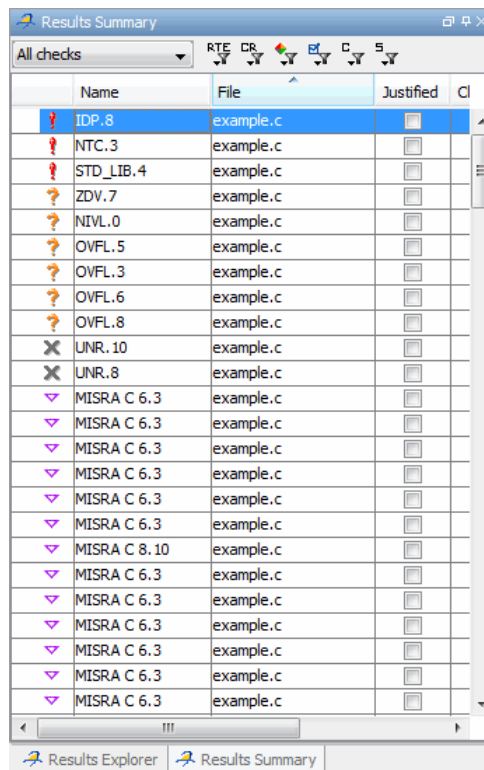 Results Summary
All checks RTE CR C S
Name File Justified Cl
IDP.8 example.c
NTC.3 example.c
STD_LIB.4 example.c
ZDV.7 example.c
NIVL.0 example.c
OVFL.5 example.c
OVFL.3 example.c
OVFL.6 example.c
OVFL.8 example.c
UNR.10 example.c
UNR.8 example.c
MISRA C 6.3 example.c
MISRA C 6.3 example.c
MISRA C 6.3 example.c
MISRA C 6.3 example.c
MISRA C 6.3 example.c
MISRA C 6.3 example.c
MISRA C 8.10 example.c
MISRA C 6.3 example.c
MISRA C 6.3 example.c
MISRA C 6.3 example.c
MISRA C 6.3 example.c
MISRA C 6.3 example.c
MISRA C 6.3 example.c
Results Explorer Results Summary